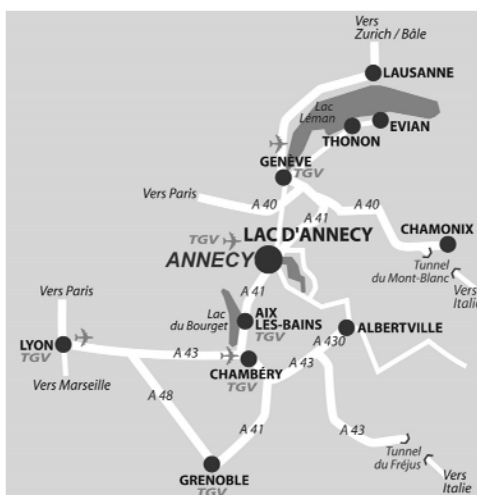 Vers
Zurich / Bâle
LAUSANNE
Lac
Léman
EVIAN
THONON
GENÈVE
TGV
Vers Paris
A 40
A 41
A 40
CHAMONIX
TGV
LAC D'ANNECY
ANNECY
Tunnel
du Mont-Blanc
Vers
Italie
A 41
Vers Paris
Lac
du Bourget
AIX
LES-BAINS
TGV
ALBERTVILLE
A 430
LYON
TGV
A 43
CHAMBÉRY
TGV
A 43
Vers Marseille
A 48
A 41
A 43
Tunnel
du Fréjus
GRENOBLE
TGV
Vers
Italie